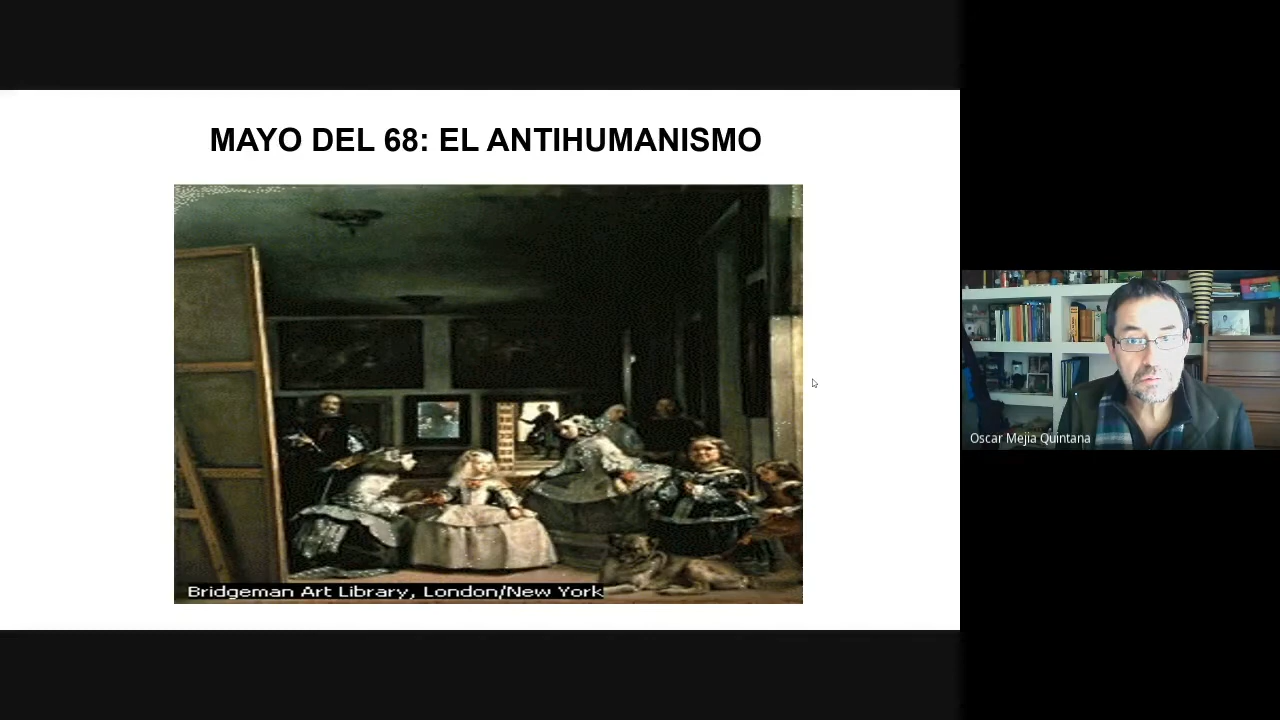 MAYO DEL 68: EL ANTIHUMANISMO
Bridgeman Art Library, London/New York
Oscar Mejia Quintana